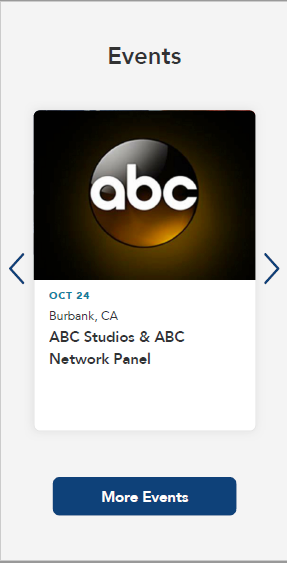 Events
abc
OCT 24
Burbank, CA
ABC Studios & ABC
Network Panel
More Events